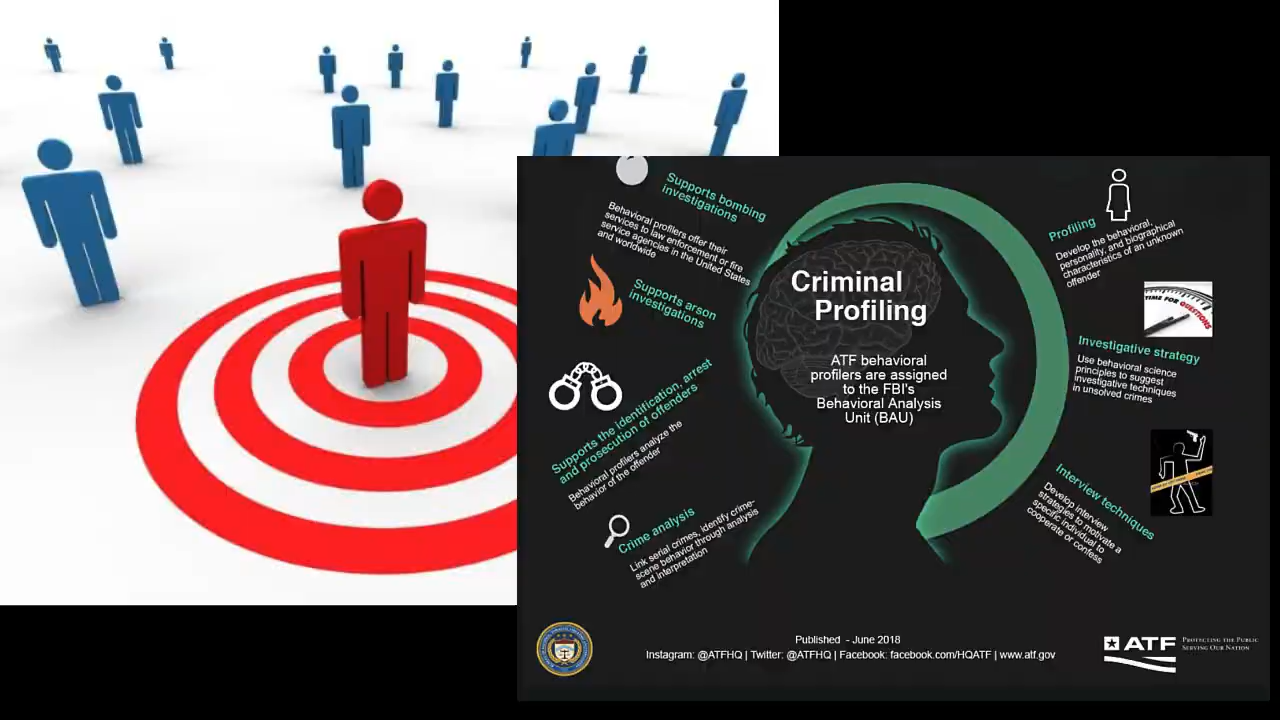 Supports bombing
investigations
Behavioral profilers offer their
services to law enforcement or fire
service agencies in the United States
and worldwide
Supports arson
investigations
Supports the identification, arrest
and prosecution of offenders
Behavioral profilers analyze the
behavior of the offender
Crime analysis
Link serial crimes, identify crime-
scene behavior through analysis
and interpretation
Criminal
Profiling
ATF behavioral
profilers are assigned
to the FBI's
Behavioral Analysis
Unit (BAU)
Profiling
Develop the behavioral,
personality, and biographical
characteristics of an unknown
offender
TIME FOR QUESTIONS
Investigative strategy
Use behavioral science
principles to suggest
investigative techniques
in unsolved crimes
Interview techniques
Develop interview
strategies to motivate a
specific individual to
cooperate or confess
Published - June 2018
Instagram: @ATFHQ | Twitter: @ATFHQ | Facebook: facebook.com/HQATF | www.atf.gov
ATF
Protecting the Public
Serving Our Nation